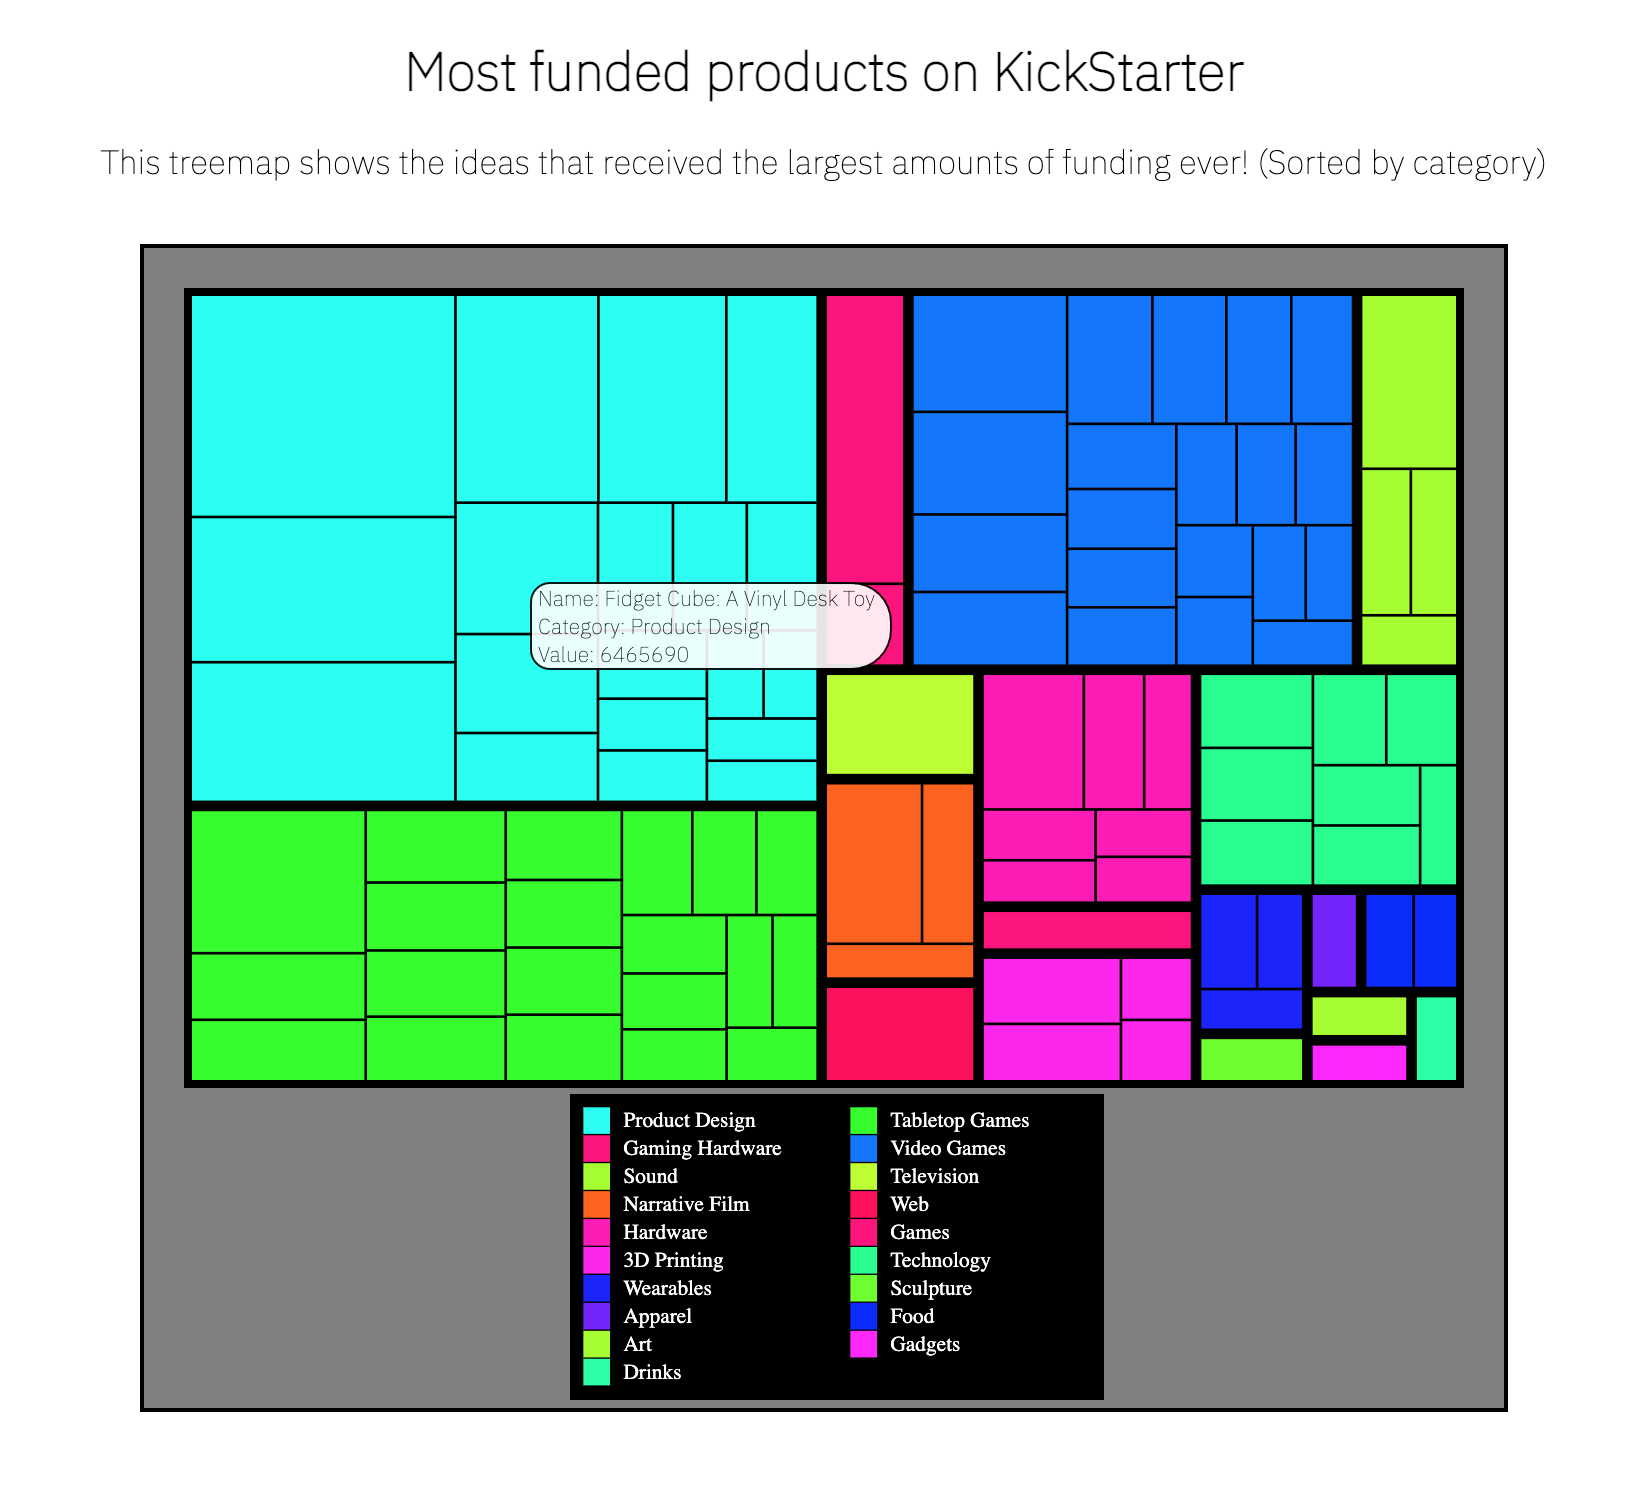 Most funded products on KickStarter
This treemap shows the ideas that received the largest amounts of funding ever! (Sorted by category)
Name: Fidget Cube: A Vinyl Desk Toy
Category: Product Design
Value: 6465690
Product Design
Gaming Hardware
Sound
Narrative Film
Hardware
3D Printing
Wearables
Apparel
Art
Drinks
Tabletop Games
Video Games
Television
Web
Games
Technology
Sculpture
Food
Gadgets